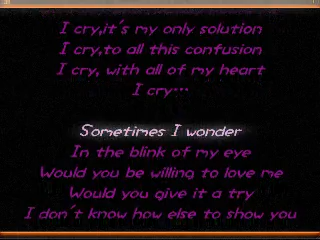 I cry,it's my only solution
I cry,to all this confusion
I cry, with all of my heart
I cry...
Sometimes I wonder
In the blink of my eye
Would you be willing to love me
Would you give it a try
I don't know how else to show you